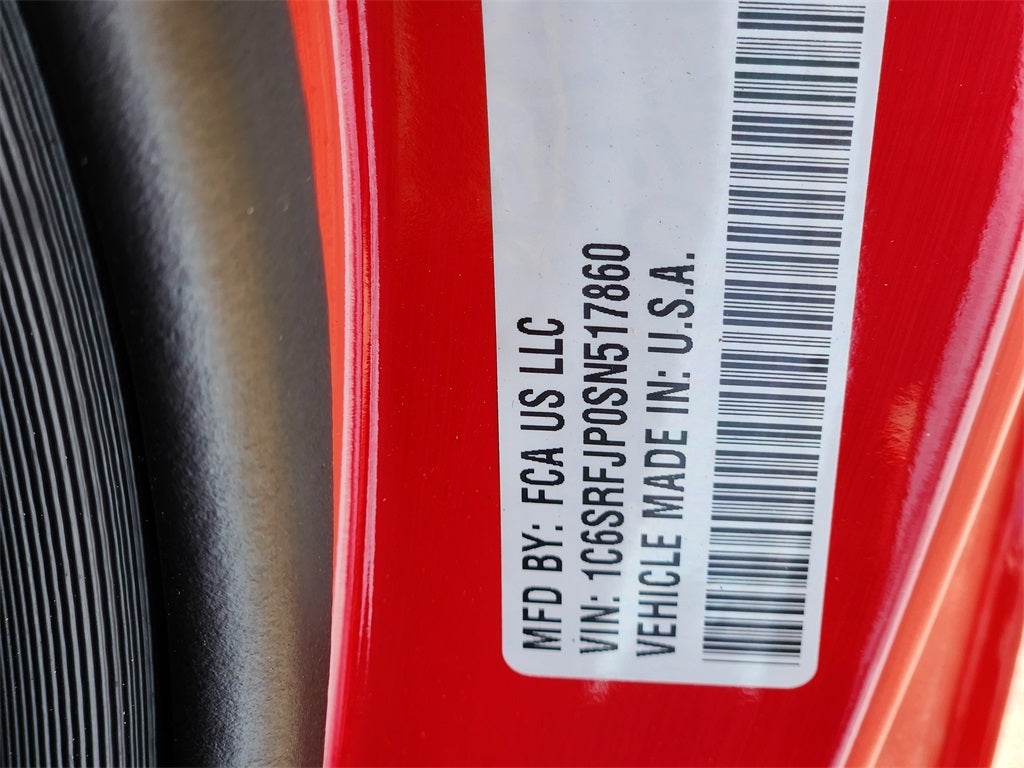 MFD BY: FCA US LLC
VIN: 1C6SRFJP0SN517860
VEHICLE MADE IN: U.S.A.